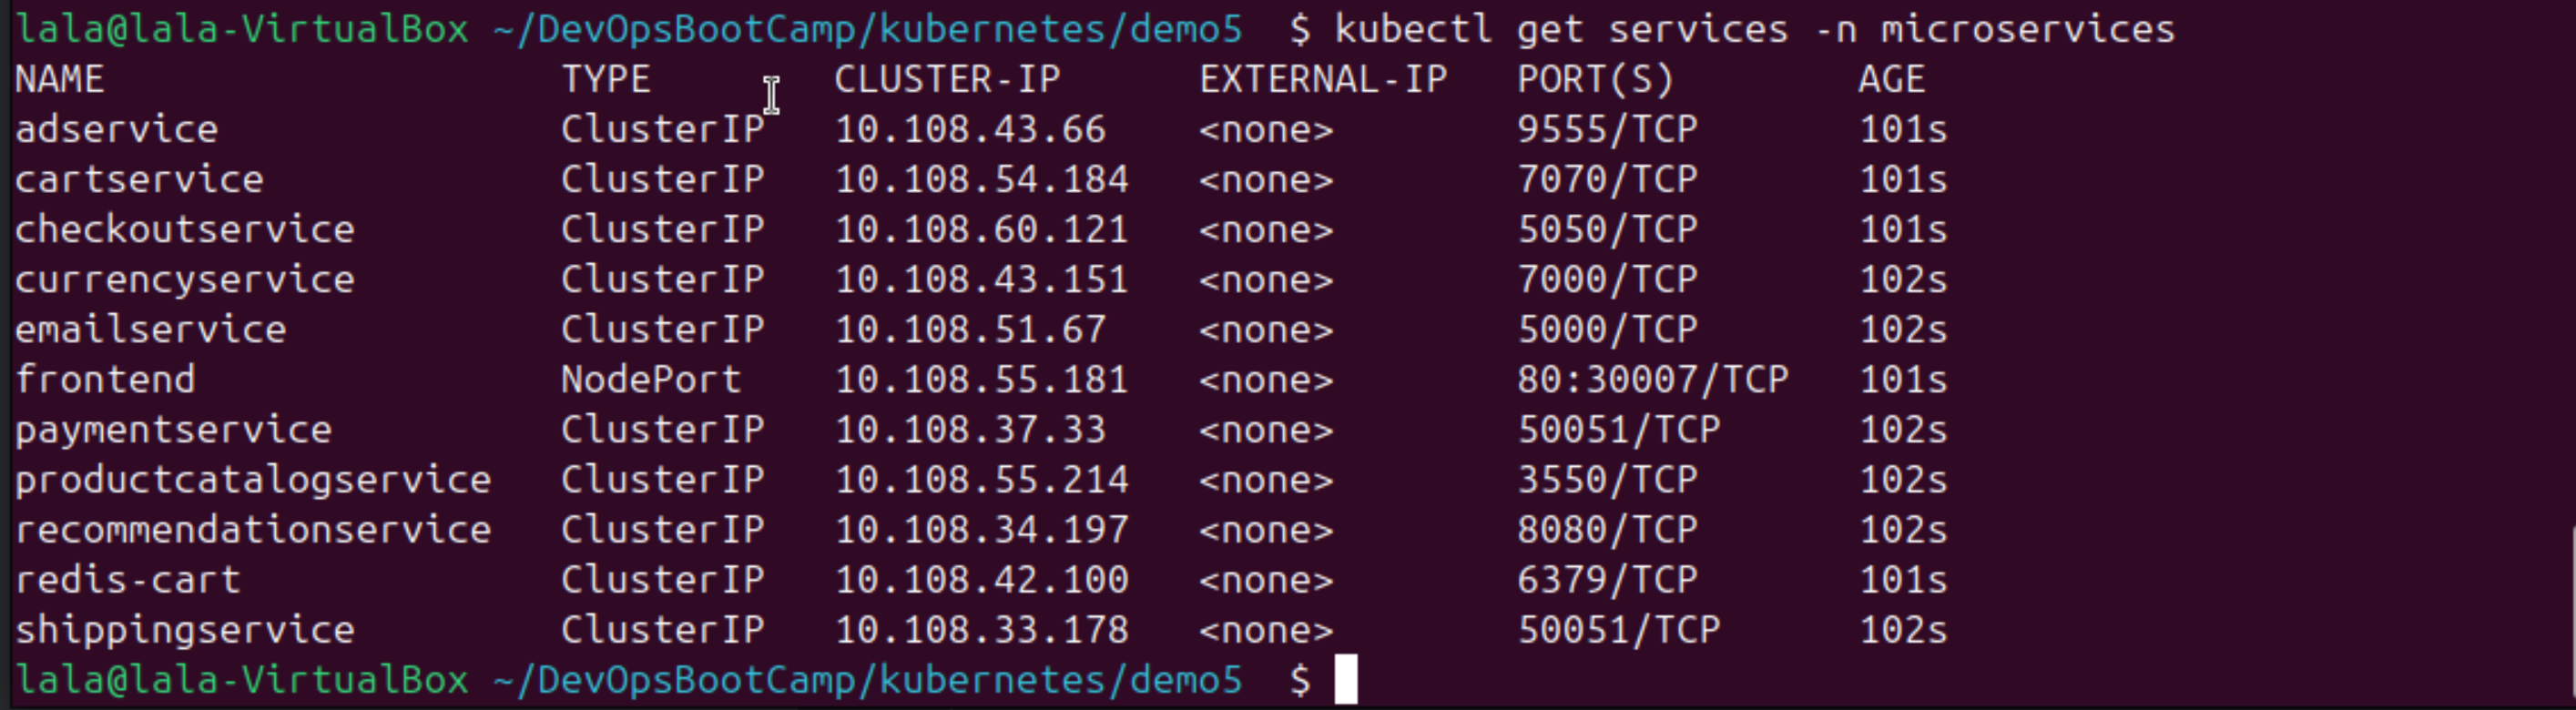 lala@lala-VirtualBox ~/DevOpsBootCamp/kubernetes/demo5  $ kubectl get services -n microservices
NAME                    TYPE        CLUSTER-IP      EXTERNAL-IP   PORT(S)        AGE
adservice               ClusterIP   10.108.43.66    <none>        9555/TCP       101s
cartservice             ClusterIP   10.108.54.184   <none>        7070/TCP       101s
checkoutservice         ClusterIP   10.108.60.121   <none>        5050/TCP       101s
currencyservice         ClusterIP   10.108.43.151   <none>        7000/TCP       102s
emailservice            ClusterIP   10.108.51.67    <none>        5000/TCP       102s
frontend                NodePort    10.108.55.181   <none>        80:30007/TCP   101s
paymentservice          ClusterIP   10.108.37.33    <none>        50051/TCP      102s
productcatalogservice   ClusterIP   10.108.55.214   <none>        3550/TCP       102s
recommendationservice   ClusterIP   10.108.34.197   <none>        8080/TCP       102s
redis-cart              ClusterIP   10.108.42.100   <none>        6379/TCP       101s
shippingservice         ClusterIP   10.108.33.178   <none>        50051/TCP      102s
lala@lala-VirtualBox ~/DevOpsBootCamp/kubernetes/demo5  $